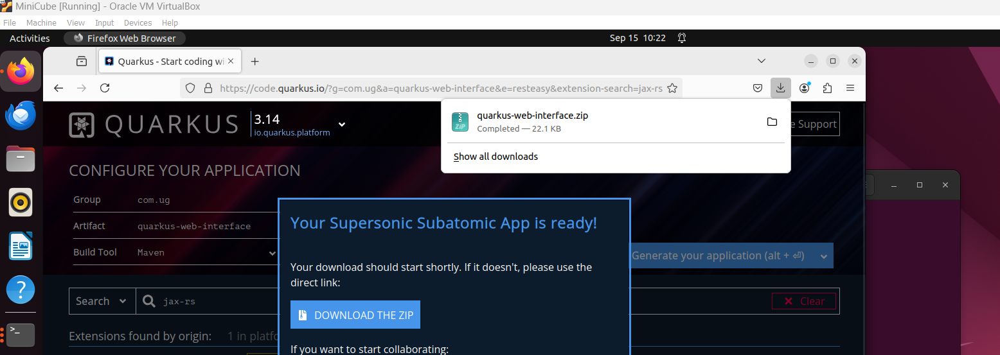 MiniCube [Running] - Oracle VM VirtualBox
File Machine View Input Devices Help
Activities Firefox Web Browser Sep 15 10:22
Quarkus - Start coding wi
https://code.quarkus.io/?g=com.ug&a=quarkus-web-interface&e=resteasy&extension-search=jax-rs
quarkus-web-interface.zip
Completed — 22.1 KB
Show all downloads
QUARKUS 3.14
io.quarkus.platform
Support
CONFIGURE YOUR APPLICATION
Group com.ug
Artifact quarkus-web-interface
Build Tool Maven
Your Supersonic Subatomic App is ready!
Generate your application (alt + ⏎)
Your download should start shortly. If it doesn't, please use the
direct link:
Search jax-rs
Clear
ZIP
DOWNLOAD THE ZIP
Extensions found by origin: 1 in platfo
If you want to start collaborating: